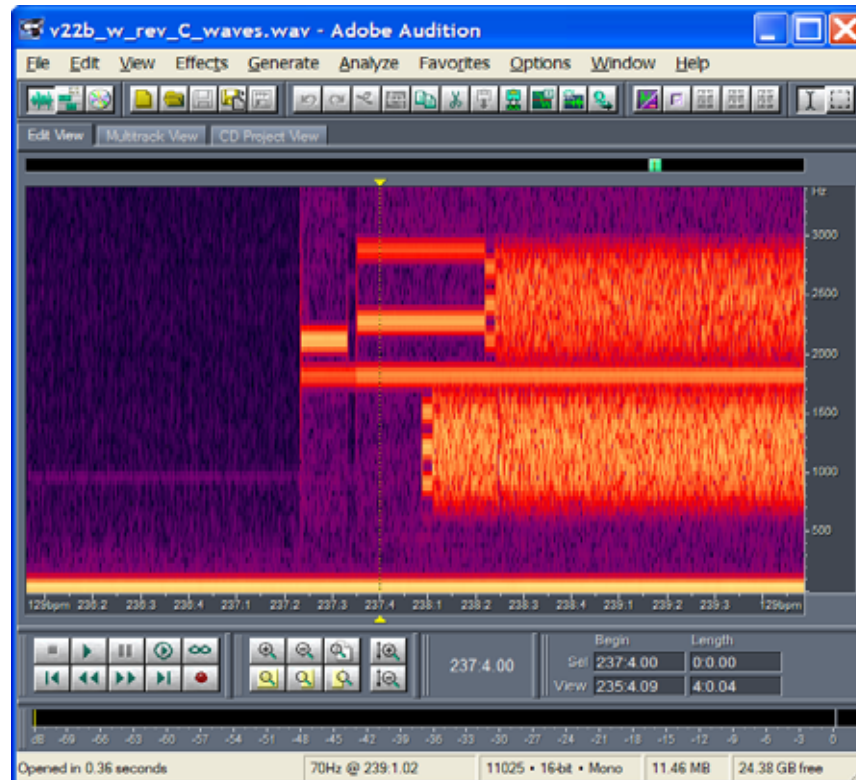 v22b_w_rev_C_waves.wav - Adobe Audition
File Edit View Effects Generate Analyze Favorites Options Window Help
Edit View Multitrack View CD Project View
Hz
3000
2500
2000
1500
1000
500
129bpm 236.2 236.3 236.4 237.1 237.2 237.3 237.4 238.1 238.2 238.3 238.4 239.1 239.2 239.3 129bpm
Begin Length
237:4.00
Sel 237:4.00 0:0.00
View 235:4.09 4:0.04
dB -69 -66 -63 -60 -57 -54 -51 -48 -45 -42 -39 -36 -33 -30 -27 -24 -21 -18 -15 -12 -9 -6 -3 0
Opened in 0.36 seconds 70Hz @ 239:1.02 11025 • 16-bit • Mono 11.46 MB 24.38 GB free